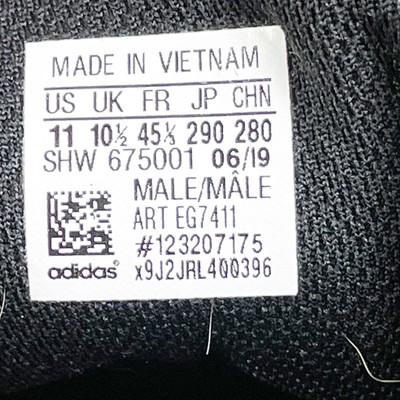 MADE IN VIETNAM
US UK FR JP CHN
11 10½ 45⅓ 290 280
SHW 675001 06/19
MALE/MÂLE
ART EG7411
#123207175
adidas® x9J2JRL400396